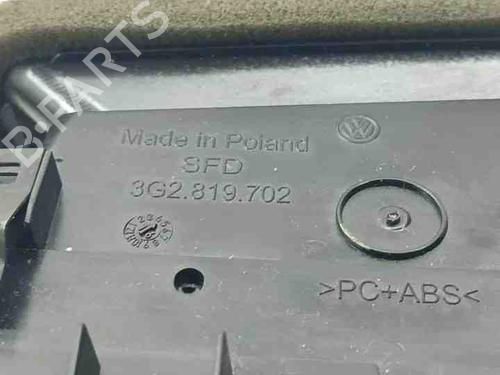 B-PARTS
Made in Poland
SFD
3G2.819.702
>PC+ABS<